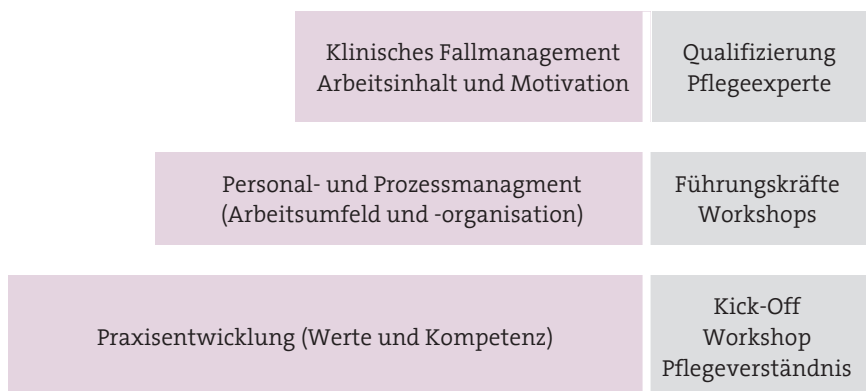 Klinisches Fallmanagement
Arbeitsinhalt und Motivation
Qualifizierung
Pflegeexperte
Personal- und Prozessmanagment
(Arbeitsumfeld und -organisation)
Führungskräfte
Workshops
Praxisentwicklung (Werte und Kompetenz)
Kick-Off
Workshop
Pflegeverständnis